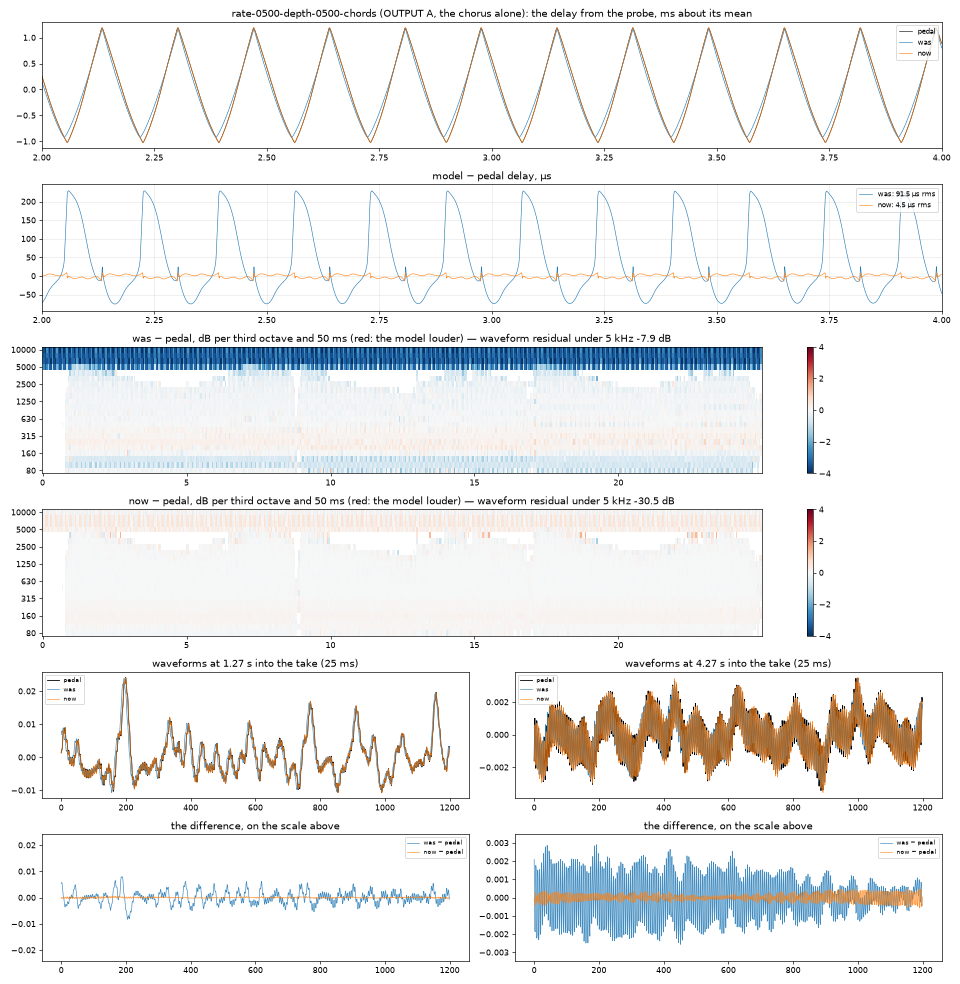 rate-0500-depth-0500-chords (OUTPUT A, the chorus alone): the delay from the probe, ms about its mean
1.0
0.5
0.0
−0.5
−1.0
pedal
was
now
2.00 2.25 2.50 2.75 3.00 3.25 3.50 3.75 4.00
model − pedal delay, µs
200
150
100
50
0
−50
was: 91.5 µs rms
now: 4.5 µs rms
2.00 2.25 2.50 2.75 3.00 3.25 3.50 3.75 4.00
was − pedal, dB per third octave and 50 ms (red: the model louder) — waveform residual under 5 kHz -7.9 dB
10000
5000
2500
1250
630
315
160
80
0 5 10 15 20
4
2
0
−2
−4
now − pedal, dB per third octave and 50 ms (red: the model louder) — waveform residual under 5 kHz -30.5 dB
10000
5000
2500
1250
630
315
160
80
0 5 10 15 20
4
2
0
−2
−4
waveforms at 1.27 s into the take (25 ms)
0.02
0.01
0.00
−0.01
pedal
was
now
0 200 400 600 800 1000 1200
waveforms at 4.27 s into the take (25 ms)
0.002
0.000
−0.002
pedal
was
now
0 200 400 600 800 1000 1200
the difference, on the scale above
0.02
0.01
0.00
−0.01
−0.02
was − pedal
now − pedal
0 200 400 600 800 1000 1200
the difference, on the scale above
0.003
0.002
0.001
0.000
−0.001
−0.002
−0.003
was − pedal
now − pedal
0 200 400 600 800 1000 1200